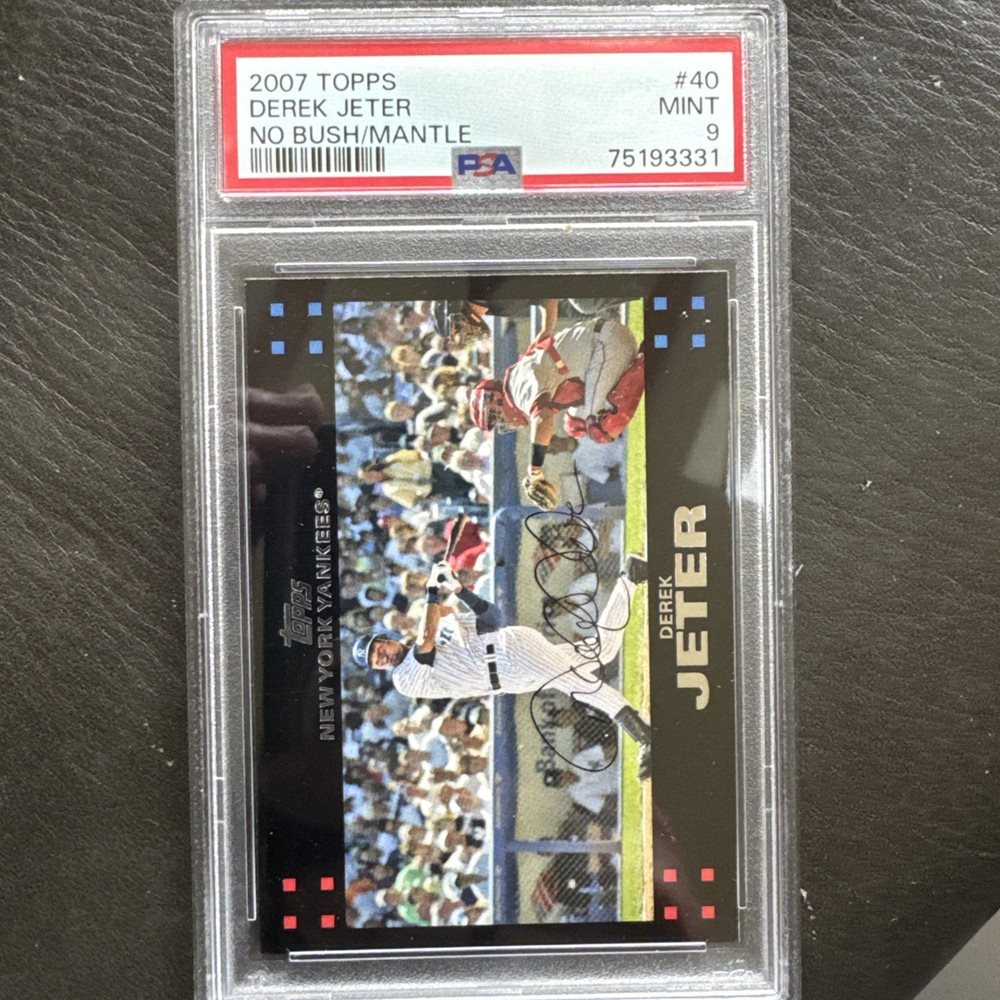 2007 TOPPS #40
DEREK JETER MINT
NO BUSH/MANTLE 9
PSA 75193331
Topps
NEW YORK YANKEES®
DEREK
JETER